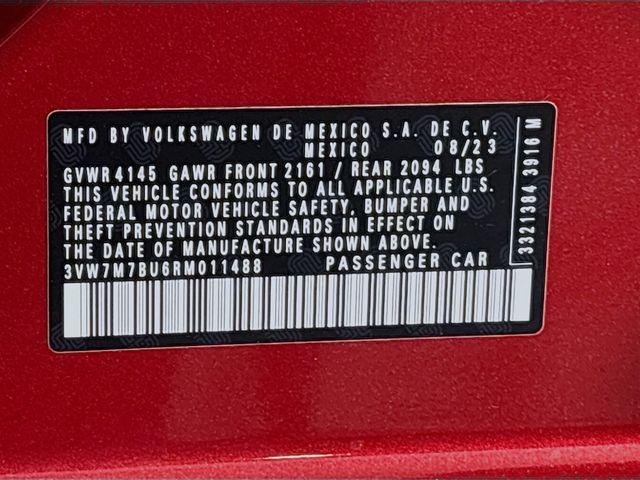 MFD BY VOLKSWAGEN DE MEXICO S.A. DE C.V.
MEXICO 08/23
GVWR 4145 GAWR FRONT 2161 / REAR 2094 LBS
THIS VEHICLE CONFORMS TO ALL APPLICABLE U.S.
FEDERAL MOTOR VEHICLE SAFETY, BUMPER AND
THEFT PREVENTION STANDARDS IN EFFECT ON
THE DATE OF MANUFACTURE SHOWN ABOVE.
3VW7M7BU6RM011488 PASSENGER CAR
3321384 3916 M